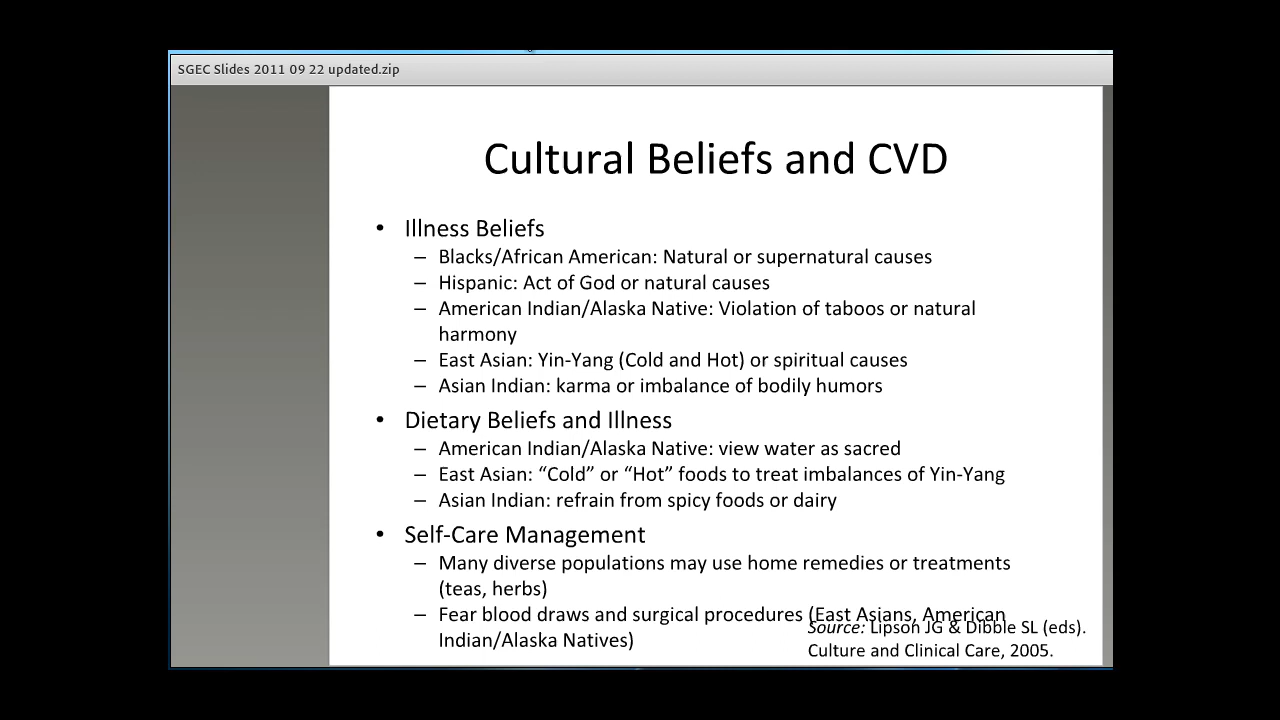 SGEC Slides 2011 09 22 updated.zip
Cultural Beliefs and CVD
• Illness Beliefs
– Blacks/African American: Natural or supernatural causes
– Hispanic: Act of God or natural causes
– American Indian/Alaska Native: Violation of taboos or natural
harmony
– East Asian: Yin-Yang (Cold and Hot) or spiritual causes
– Asian Indian: karma or imbalance of bodily humors
• Dietary Beliefs and Illness
– American Indian/Alaska Native: view water as sacred
– East Asian: “Cold” or “Hot” foods to treat imbalances of Yin-Yang
– Asian Indian: refrain from spicy foods or dairy
• Self-Care Management
– Many diverse populations may use home remedies or treatments
(teas, herbs)
– Fear blood draws and surgical procedures (East Asians, American
Indian/Alaska Natives)
Source: Lipson JG & Dibble SL (eds).
Culture and Clinical Care, 2005.